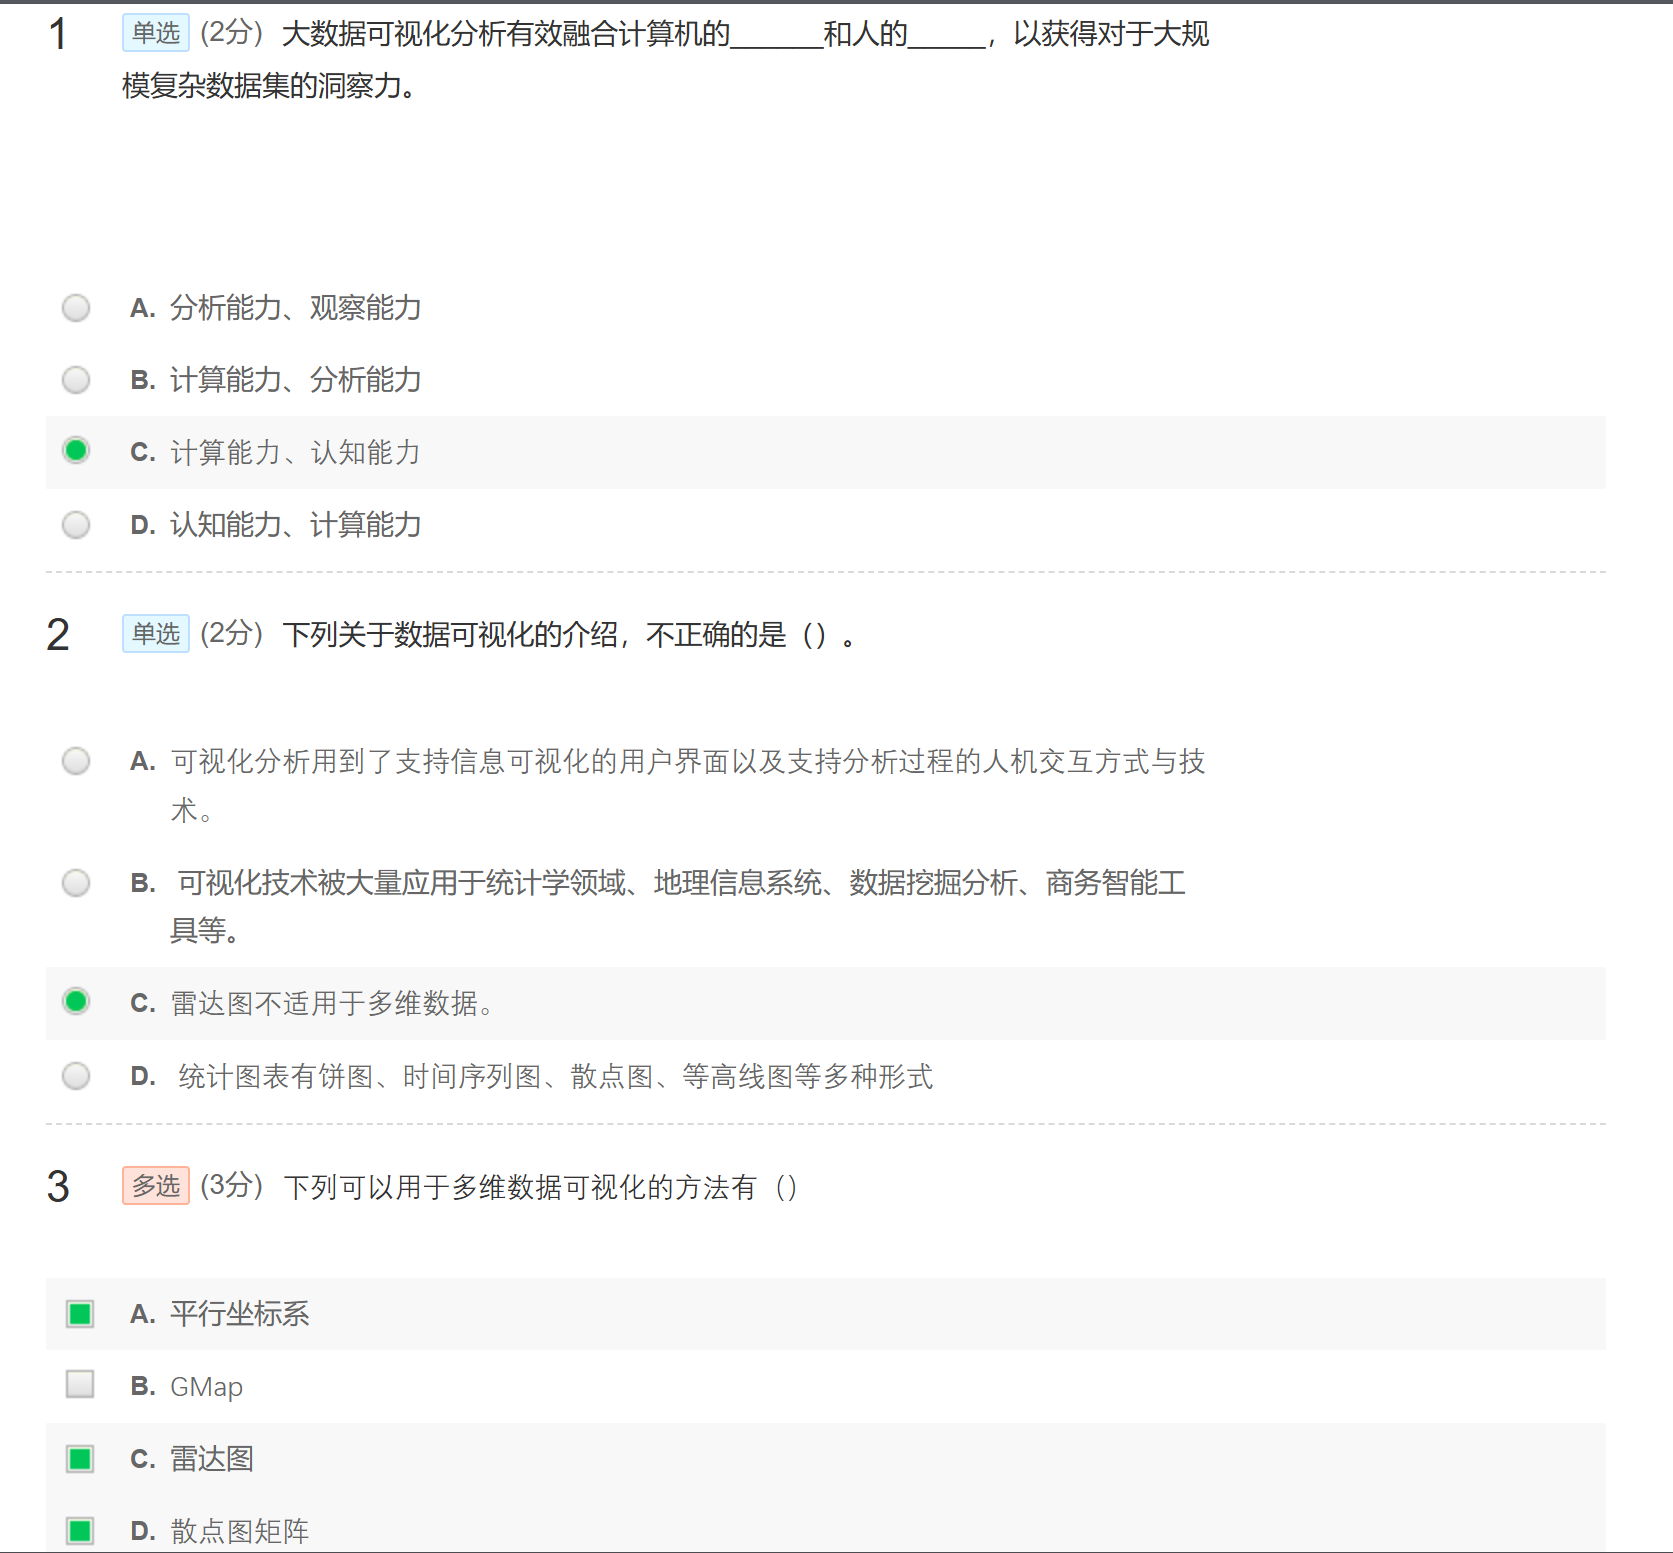 1 单选 (2分) 大数据可视化分析有效融合计算机的______和人的_____，以获得对于大规
模复杂数据集的洞察力。
A. 分析能力、观察能力
B. 计算能力、分析能力
C. 计算能力、认知能力
D. 认知能力、计算能力
2 单选 (2分) 下列关于数据可视化的介绍，不正确的是（）。
A. 可视化分析用到了支持信息可视化的用户界面以及支持分析过程的人机交互方式与技
术。
B. 可视化技术被大量应用于统计学领域、地理信息系统、数据挖掘分析、商务智能工
具等。
C. 雷达图不适用于多维数据。
D. 统计图表有饼图、时间序列图、散点图、等高线图等多种形式
3 多选 (3分) 下列可以用于多维数据可视化的方法有（）
A. 平行坐标系
B. GMap
C. 雷达图
D. 散点图矩阵